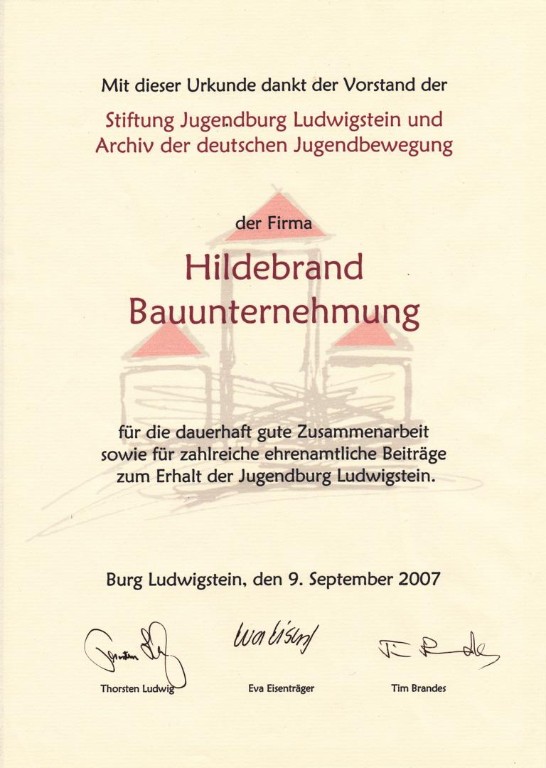 Mit dieser Urkunde dankt der Vorstand der
Stiftung Jugendburg Ludwigstein und
Archiv der deutschen Jugendbewegung
der Firma
Hildebrand
Bauunternehmung
für die dauerhaft gute Zusammenarbeit
sowie für zahlreiche ehrenamtliche Beiträge
zum Erhalt der Jugendburg Ludwigstein.
Burg Ludwigstein, den 9. September 2007
Thorsten Ludwig Eva Eisenträger Tim Brandes